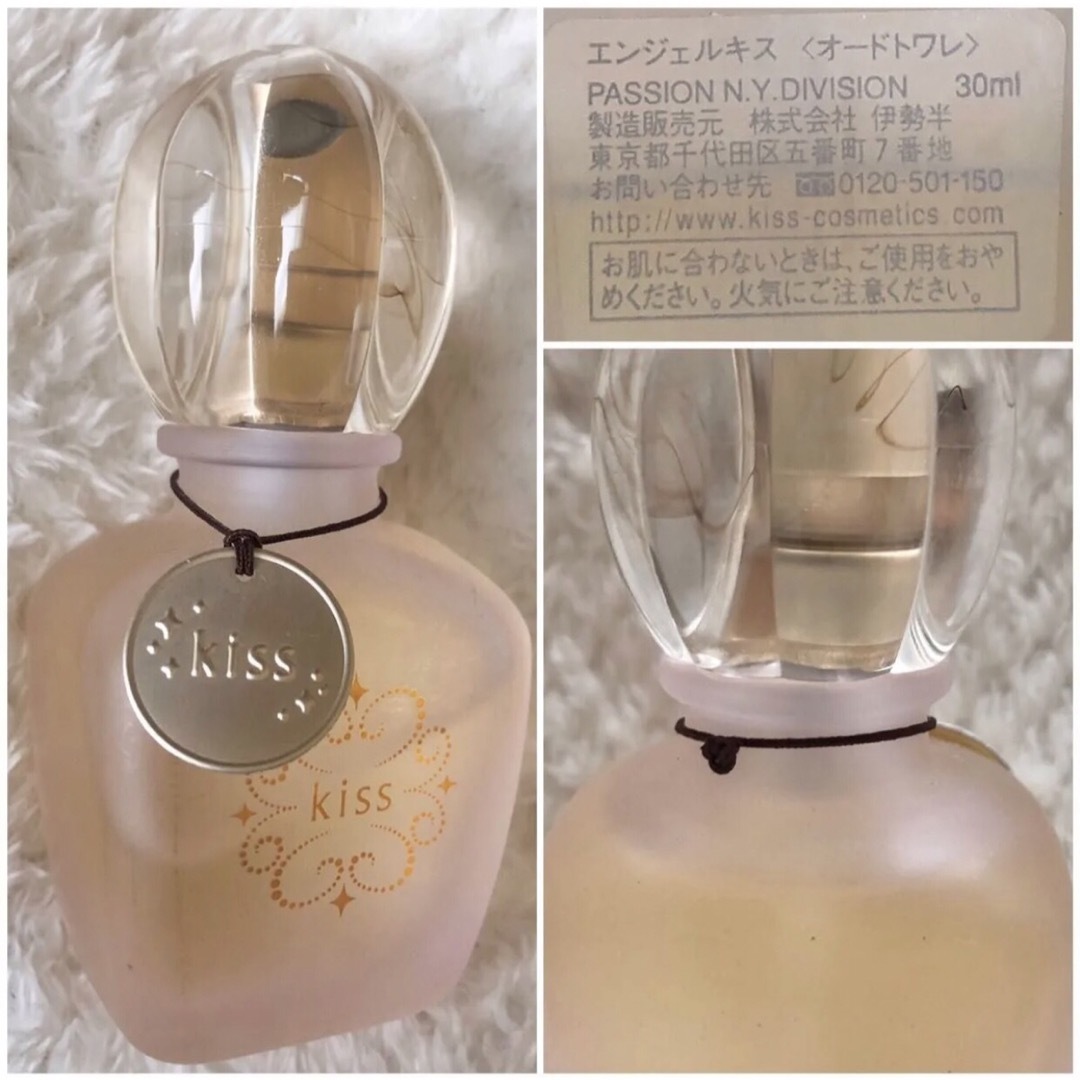 kiss
kiss
エンジェルキス 〈オードトワレ〉
PASSION N.Y.DIVISION 30ml
製造販売元 株式会社 伊勢半
東京都千代田区五番町7番地
お問い合わせ先 0120-501-150
http://www.kiss-cosmetics com
お肌に合わないときは、ご使用をおや
めください。火気にご注意ください。